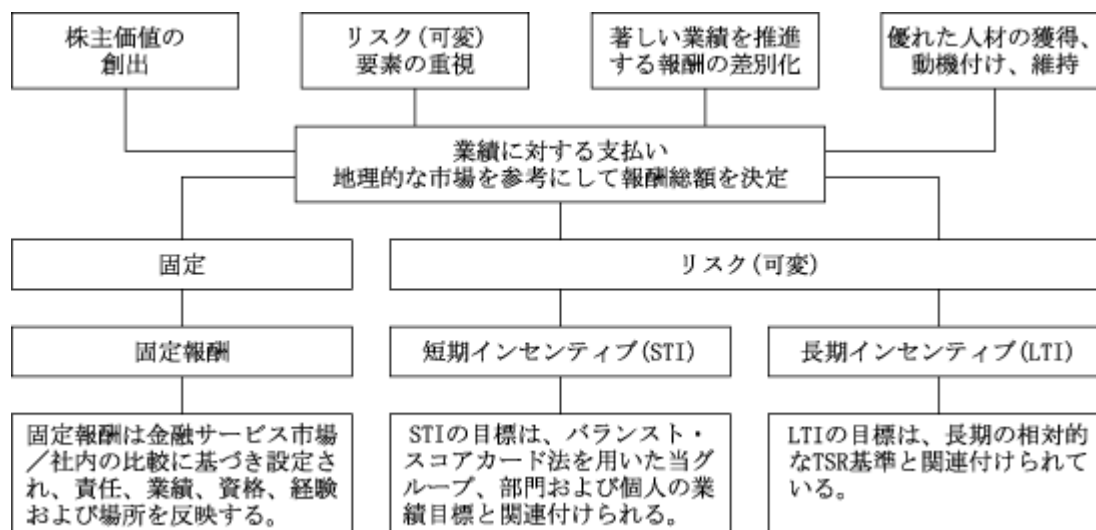 株主価値の
創出
リスク(可変)
要素の重視
著しい業績を推進
する報酬の差別化
優れた人材の獲得、
動機付け、維持
業績に対する支払い
地理的な市場を参考にして報酬総額を決定
固定
リスク(可変)
固定報酬
短期インセンティブ(STI)
長期インセンティブ(LTI)
固定報酬は金融サービス市場
／社内の比較に基づき設定さ
れ、責任、業績、資格、経験
および場所を反映する。
STIの目標は、バランスト・
スコアカード法を用いた当グ
ループ、部門および個人の業
績目標と関連付けられる。
LTIの目標は、長期の相対的
なTSR基準と関連付けられて
いる。